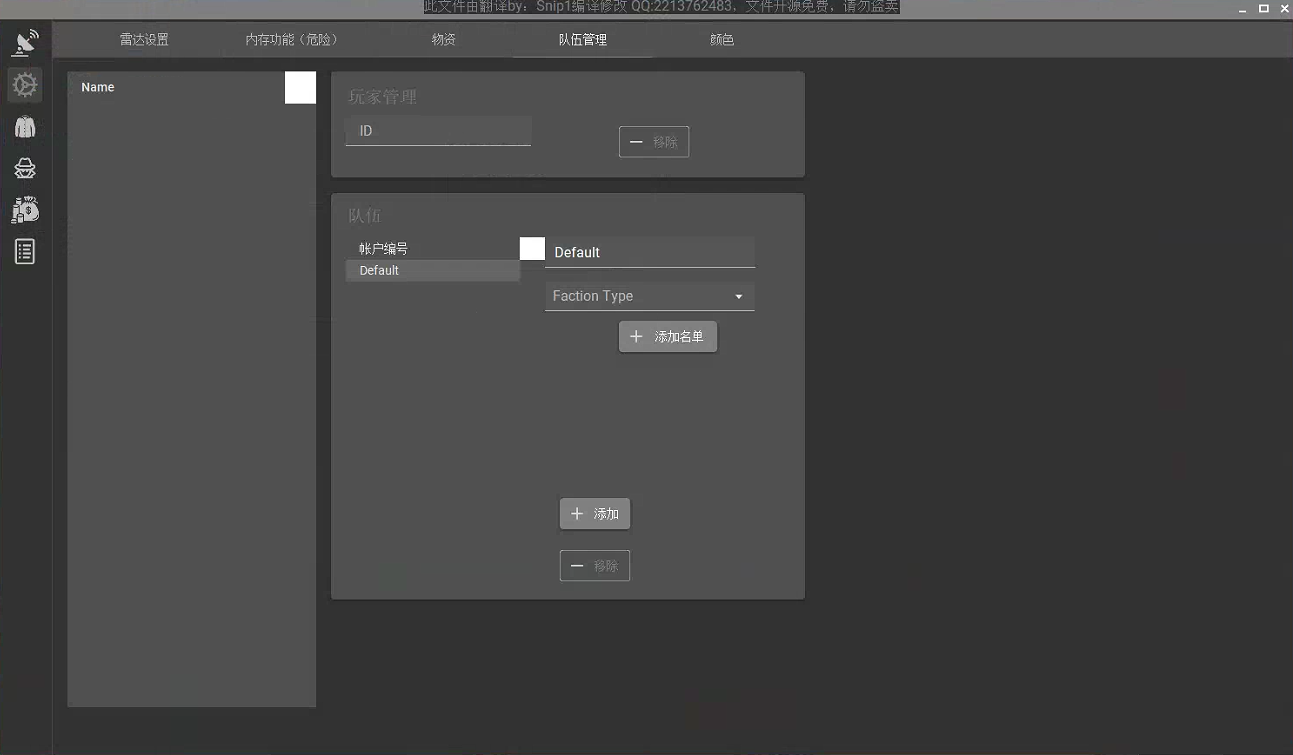 此文件由翻译by：Snip1编译修改 QQ:2213762483，文件开源免费，请勿盗卖
雷达设置 内存功能（危险） 物资 队伍管理 颜色
Name
玩家管理
ID
移除
队伍
帐户编号
Default
Default
Faction Type
添加名单
添加
移除